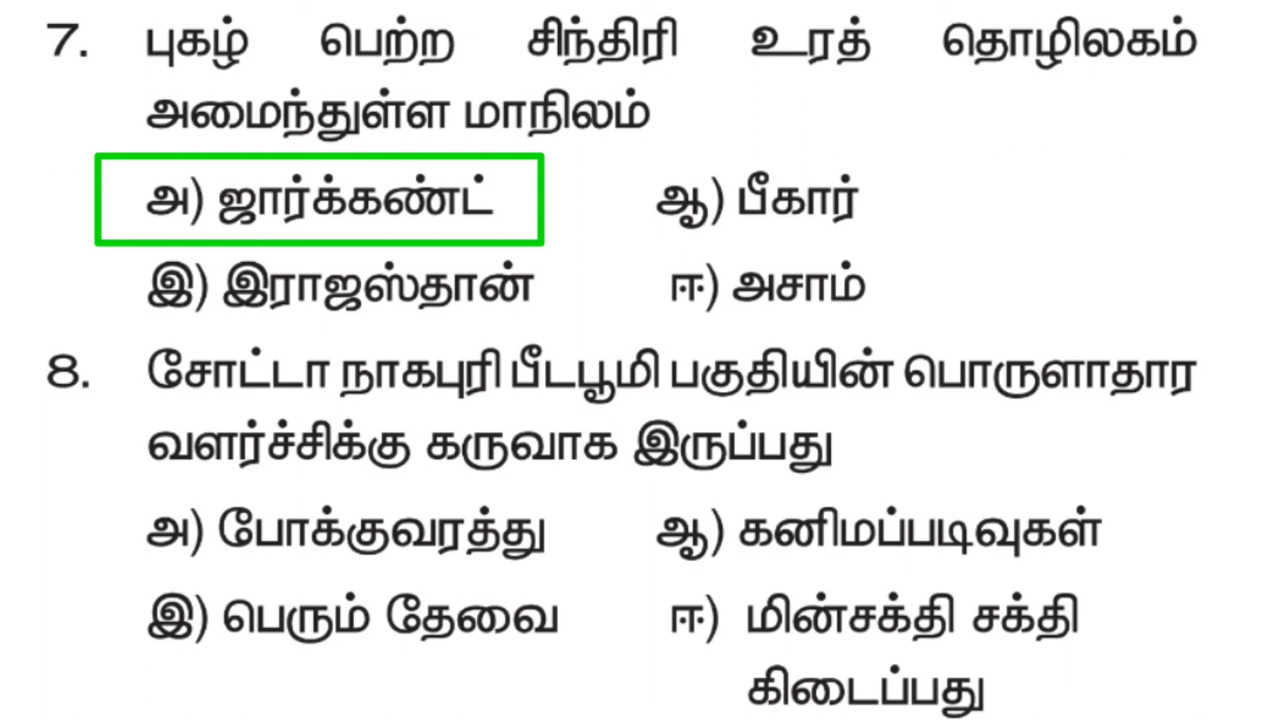 7. புகழ் பெற்ற சிந்திரி உரத் தொழிலகம்
அமைந்துள்ள மாநிலம்
அ) ஜார்க்கண்ட் ஆ) பீகார்
இ) இராஜஸ்தான் ஈ) அசாம்
8. சோட்டா நாகபுரி பீடபூமி பகுதியின் பொருளாதார
வளர்ச்சிக்கு கருவாக இருப்பது
அ) போக்குவரத்து ஆ) கனிமப்படிவுகள்
இ) பெரும் தேவை ஈ) மின்சக்தி சக்தி
கிடைப்பது